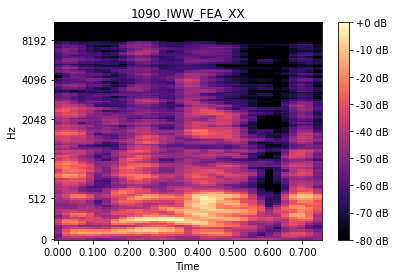 1090_IWW_FEA_XX
+0 dB
8192
-10 dB
4096
-20 dB
-30 dB
2048
Hz
-40 dB
1024
-50 dB
512
-60 dB
-70 dB
0
-80 dB
0.000 0.100 0.200 0.300 0.400 0.500 0.600 0.700
Time